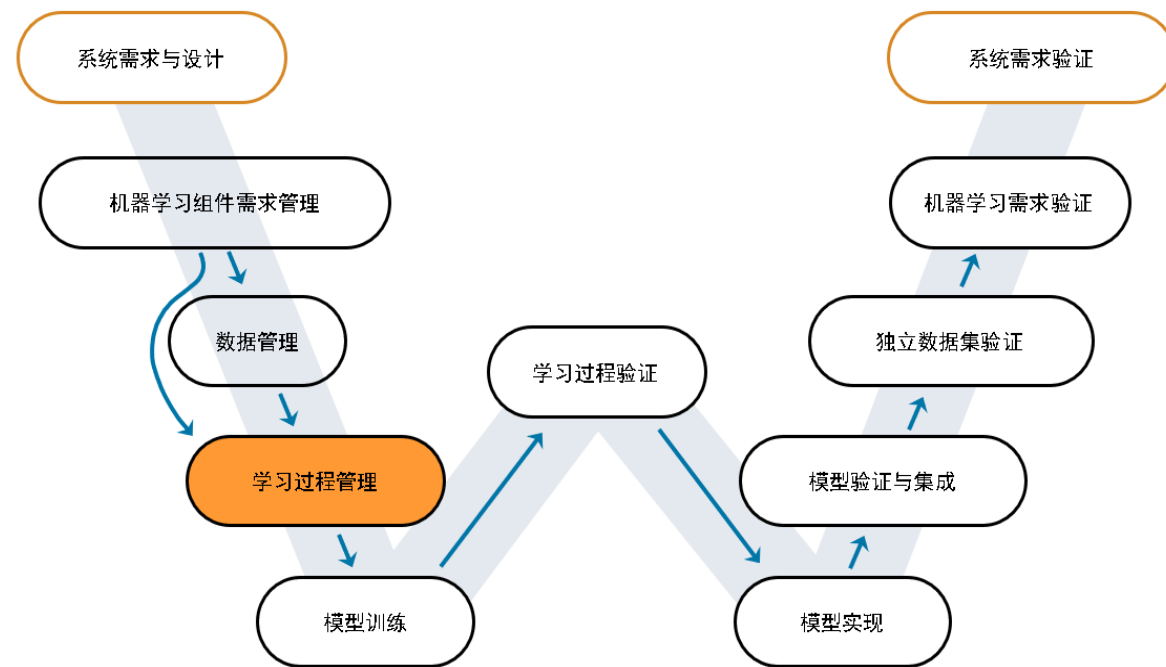 系统需求与设计
系统需求验证
机器学习组件需求管理
机器学习需求验证
数据管理
独立数据集验证
学习过程验证
学习过程管理
模型验证与集成
模型训练
模型实现